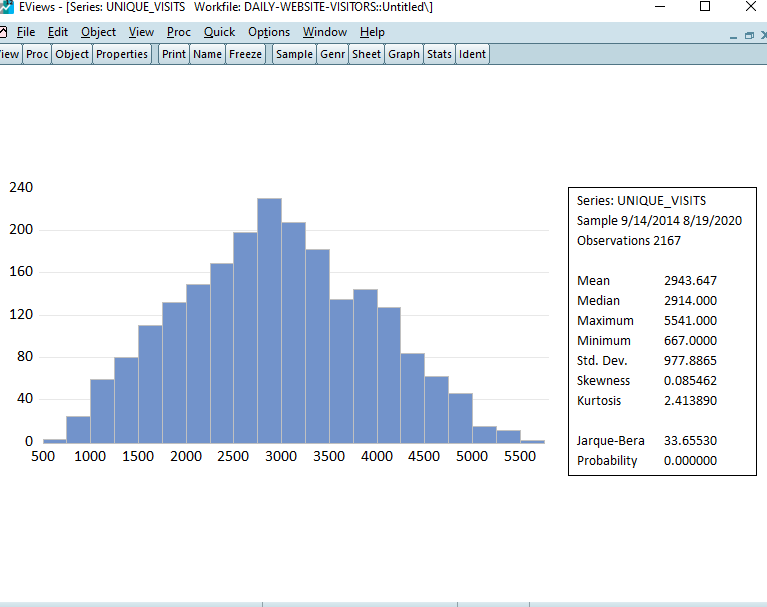 EViews - [Series: UNIQUE_VISITS   Workfile: DAILY-WEBSITE-VISITORS::Untitled\]
File Edit Object View Proc Quick Options Window Help
iew Proc Object Properties Print Name Freeze Sample Genr Sheet Graph Stats Ident
240
200
160
120
80
40
0
500 1000 1500 2000 2500 3000 3500 4000 4500 5000 5500
Series: UNIQUE_VISITS
Sample 9/14/2014 8/19/2020
Observations 2167
Mean 2943.647
Median 2914.000
Maximum 5541.000
Minimum 667.0000
Std. Dev. 977.8865
Skewness 0.085462
Kurtosis 2.413890
Jarque-Bera 33.65530
Probability 0.000000